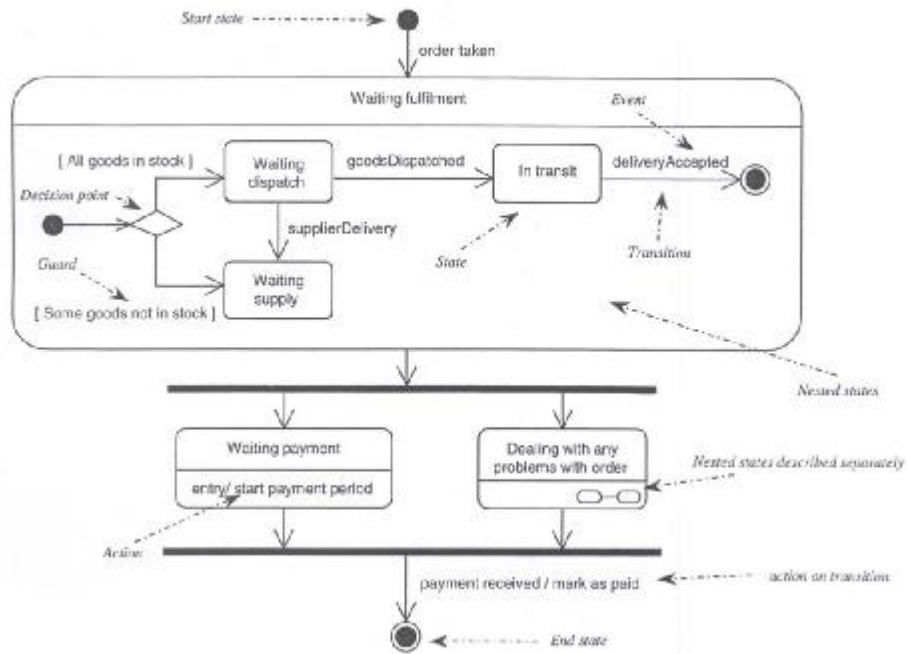 Start state
order taken
Waiting fulfilment
Event
[ All goods in stock ]
Waiting
dispatch
goodsDispatched
In transit
deliveryAccepted
Decision point
supplierDelivery
State
Transition
Guard
Waiting
supply
[ Some goods not in stock ]
Nested states
Waiting payment
entry/ start payment period
Dealing with any
problems with order
Nested states described separately
Action
payment received / mark as paid
action on transition
End state